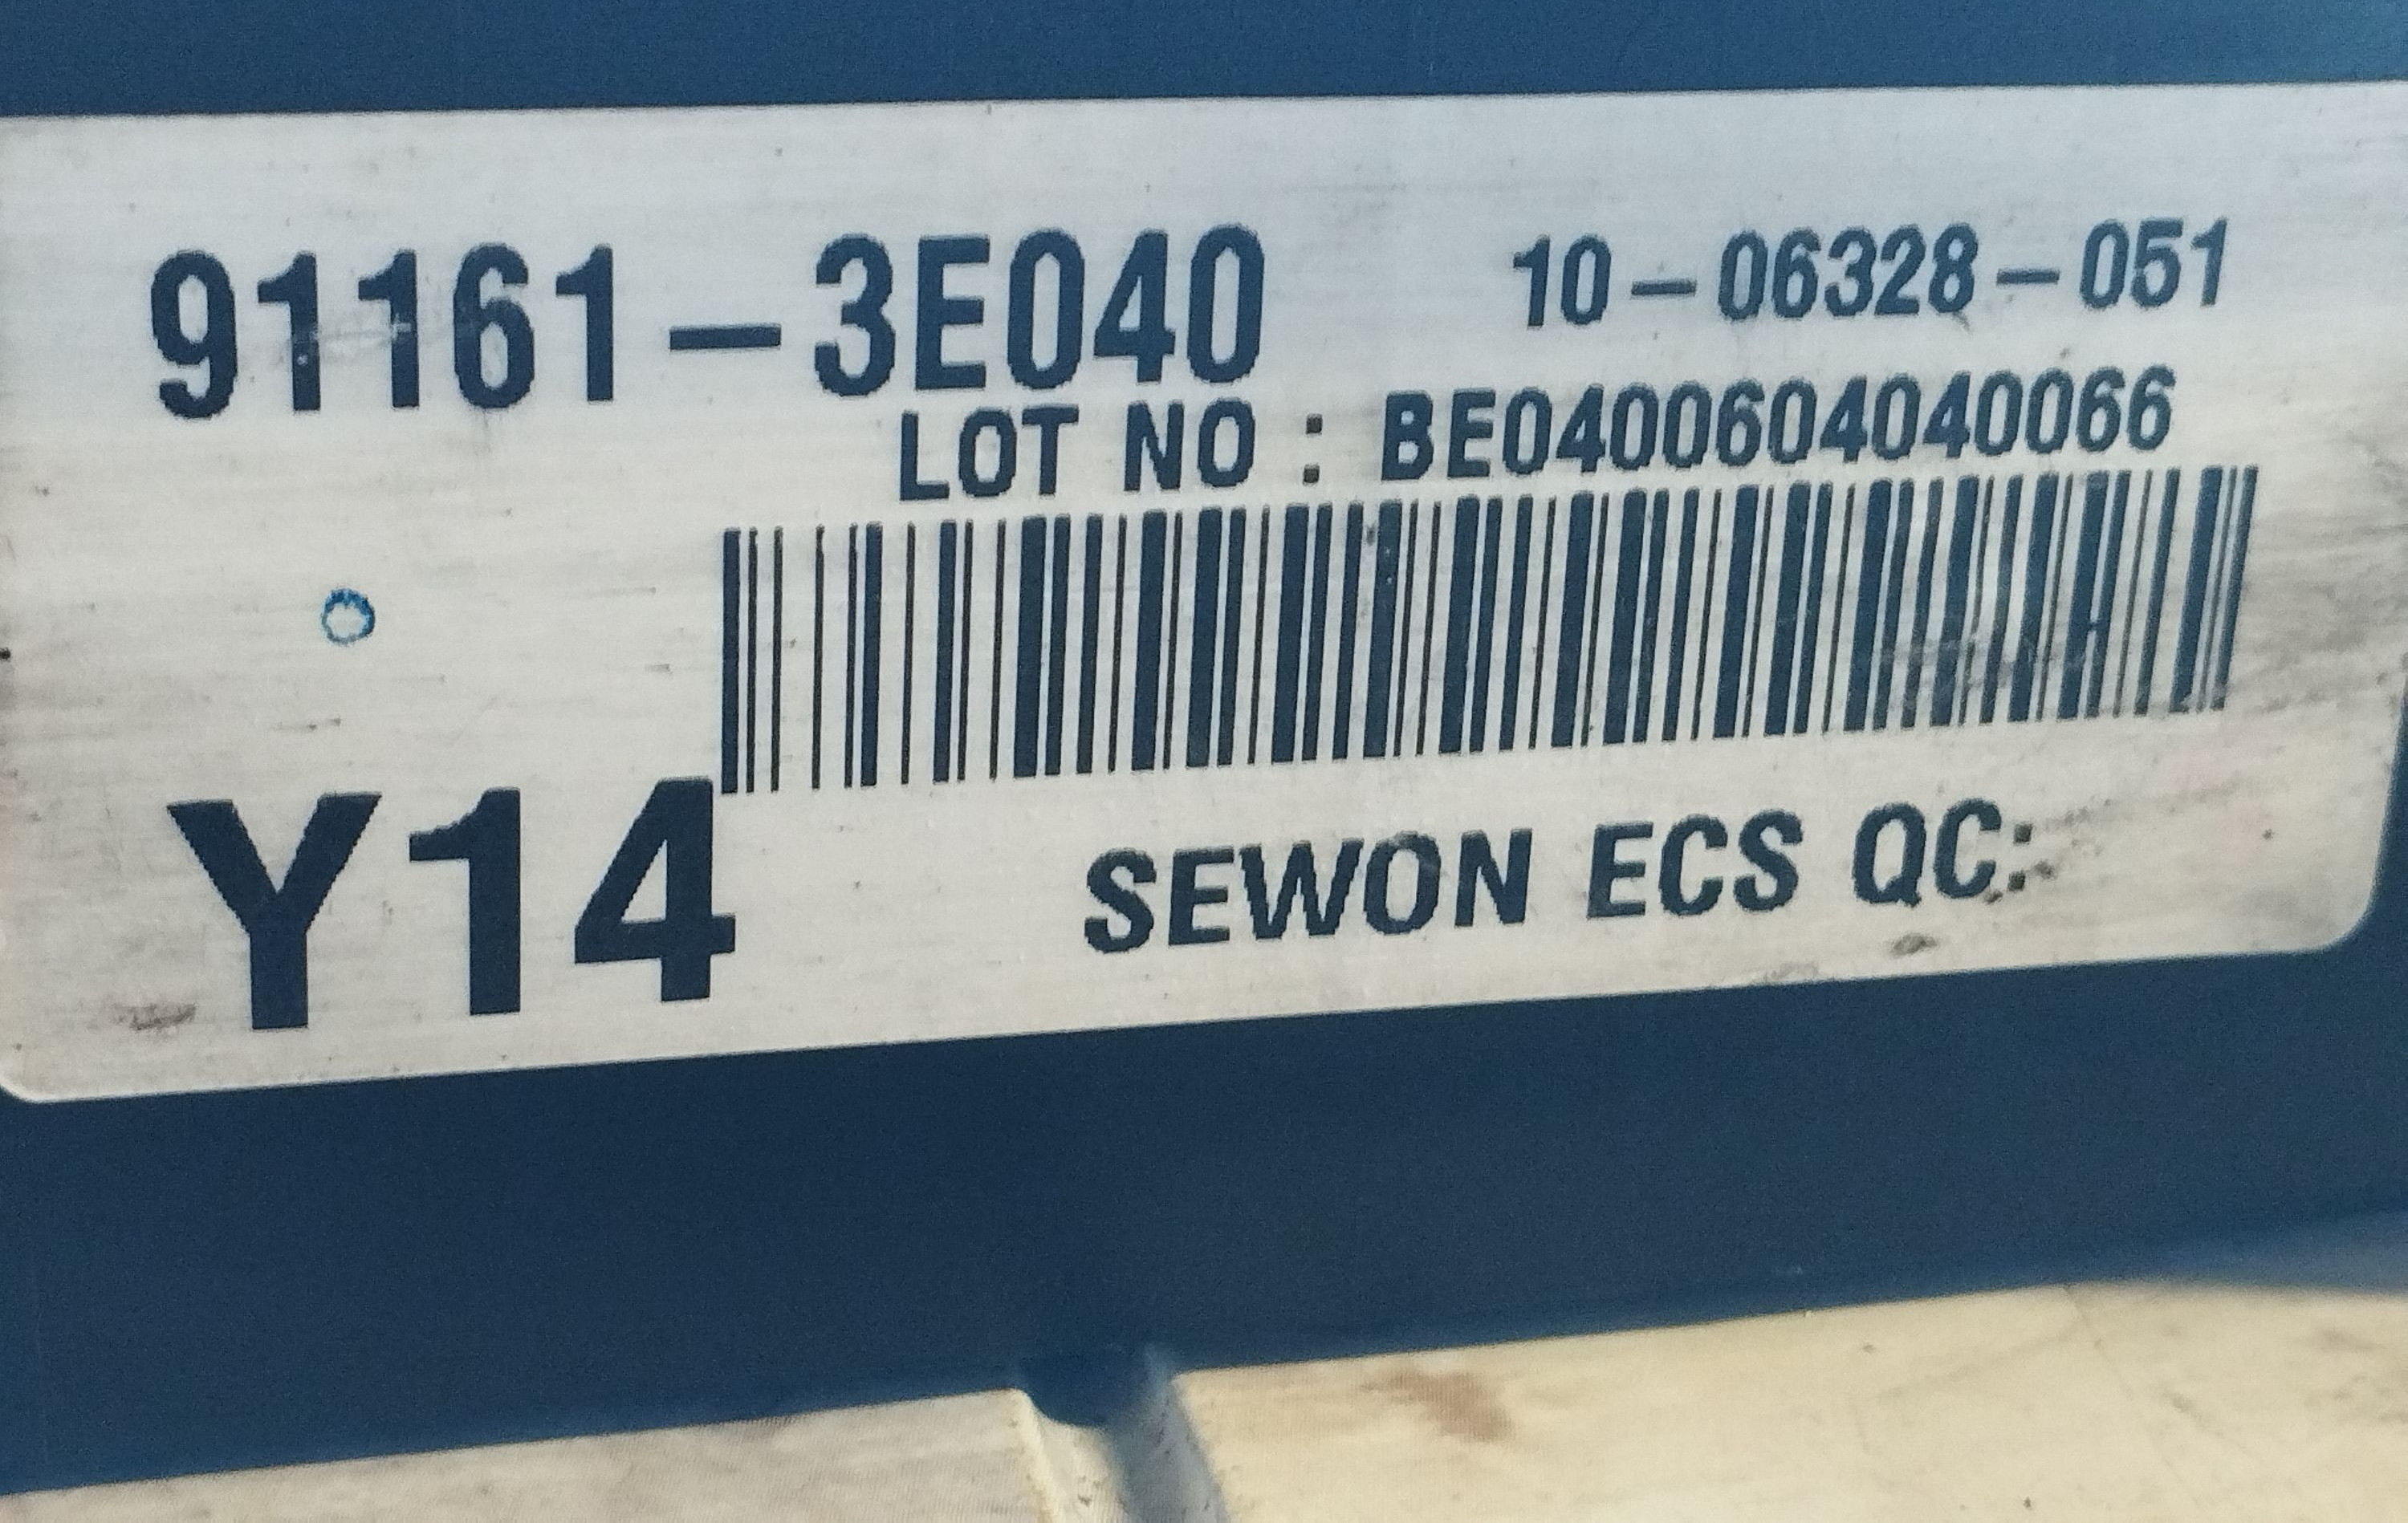 91161-3E040 10-06328-051
LOT NO : BE0400604040066
Y14 SEWON ECS QC: